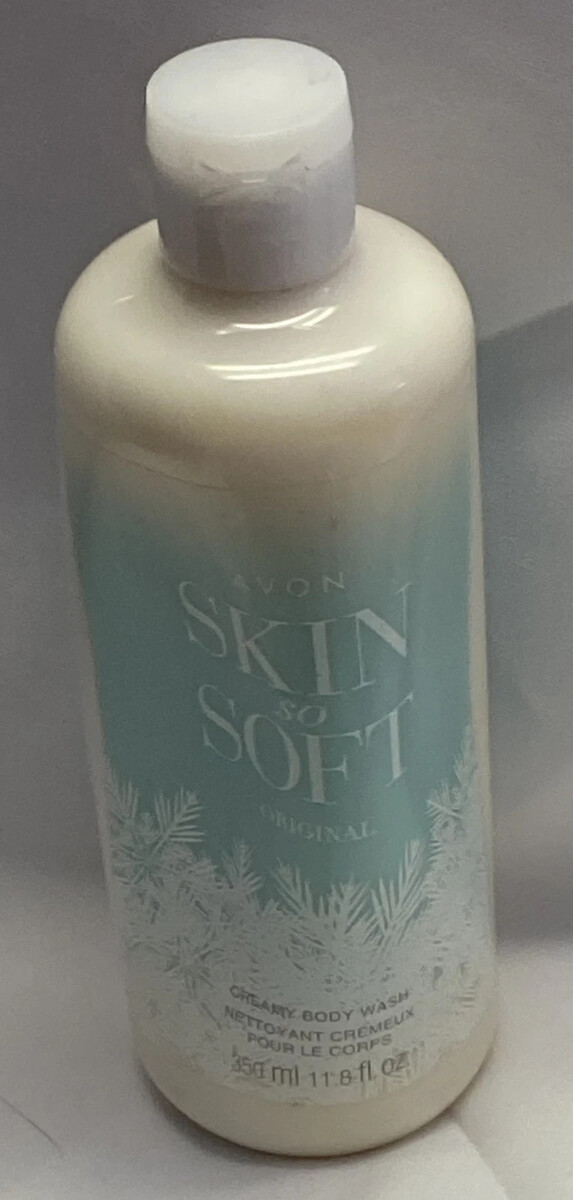 AVON
SKIN
SO
SOFT
ORIGINAL
CREAMY BODY WASH
NETTOYANT CRÉMEUX
POUR LE CORPS
350 ml 11.8 fl. oz.